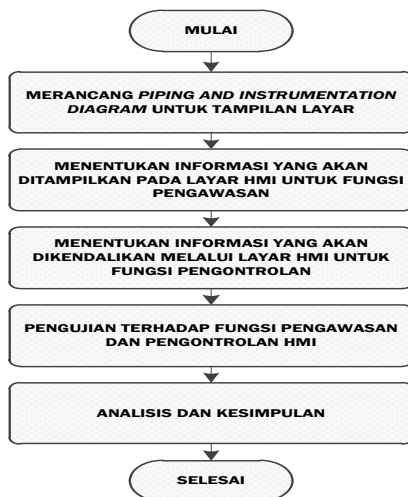 MULAI
MERANCANG PIPING AND INSTRUMENTATION
DIAGRAM UNTUK TAMPILAN LAYAR
MENENTUKAN INFORMASI YANG AKAN
DITAMPILKAN PADA LAYAR HMI UNTUK FUNGSI
PENGAWASAN
MENENTUKAN INFORMASI YANG AKAN
DIKENDALIKAN MELALUI LAYAR HMI UNTUK
FUNGSI PENGONTROLAN
PENGUJIAN TERHADAP FUNGSI PENGAWASAN
DAN PENGONTROLAN HMI
ANALISIS DAN KESIMPULAN
SELESAI